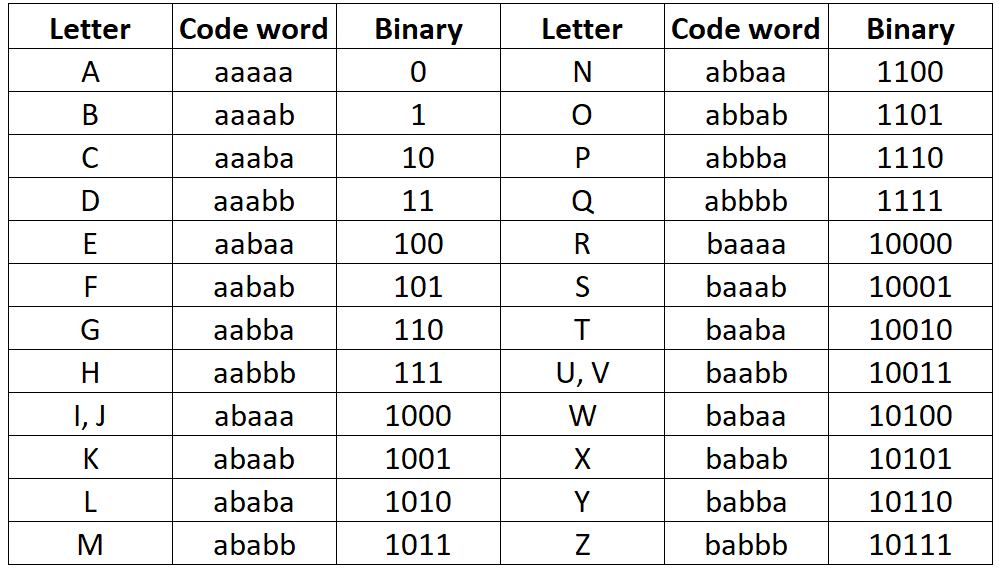 Letter Code word Binary Letter Code word Binary
A aaaaa 0 N abbaa 1100
B aaaab 1 O abbab 1101
C aaaba 10 P abbba 1110
D aaabb 11 Q abbbb 1111
E aabaa 100 R baaaa 10000
F aabab 101 S baaab 10001
G aabba 110 T baaba 10010
H aabbb 111 U, V baabb 10011
I, J abaaa 1000 W babaa 10100
K abaab 1001 X babab 10101
L ababa 1010 Y babba 10110
M ababb 1011 Z babbb 10111